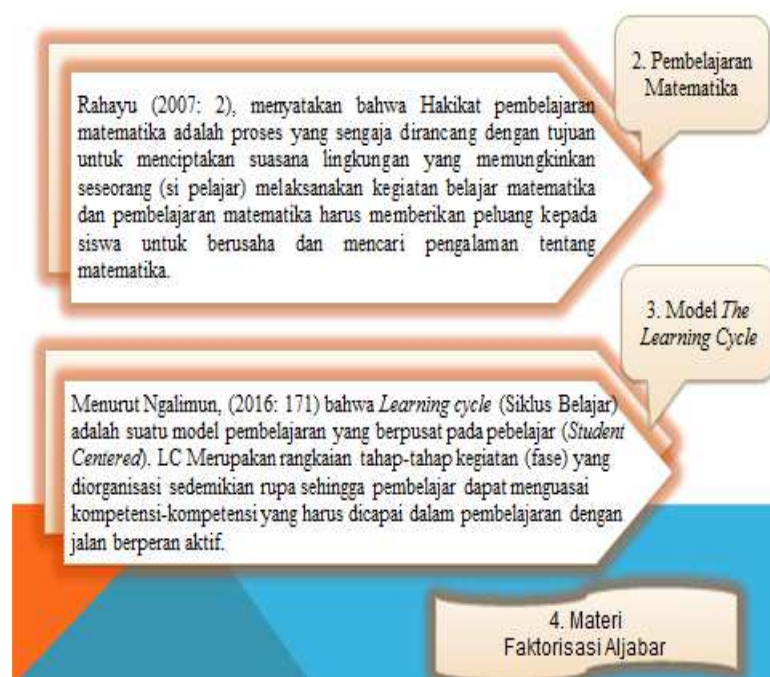 2. Pembelajaran
Matematika
Rahayu (2007: 2), menyatakan bahwa Hakikat pembelajaran
matematika adalah proses yang sengaja dirancang dengan tujuan
untuk menciptakan suasana lingkungan yang memungkinkan
seseorang (si pelajar) melaksanakan kegiatan belajar matematika
dan pembelajaran matematika harus memberikan peluang kepada
siswa untuk berusaha dan mencari pengalaman tentang
matematika.
3. Model The
Learning Cycle
Menurut Ngalimun, (2016: 171) bahwa Learning cycle (Siklus Belajar)
adalah suatu model pembelajaran yang berpusat pada pebelajar (Student
Centered). LC Merupakan rangkaian tahap-tahap kegiatan (fase) yang
diorganisasi sedemikian rupa sehingga pembelajar dapat menguasai
kompetensi-kompetensi yang harus dicapai dalam pembelajaran dengan
jalan berperan aktif.
4. Materi
Faktorisasi Aljabar